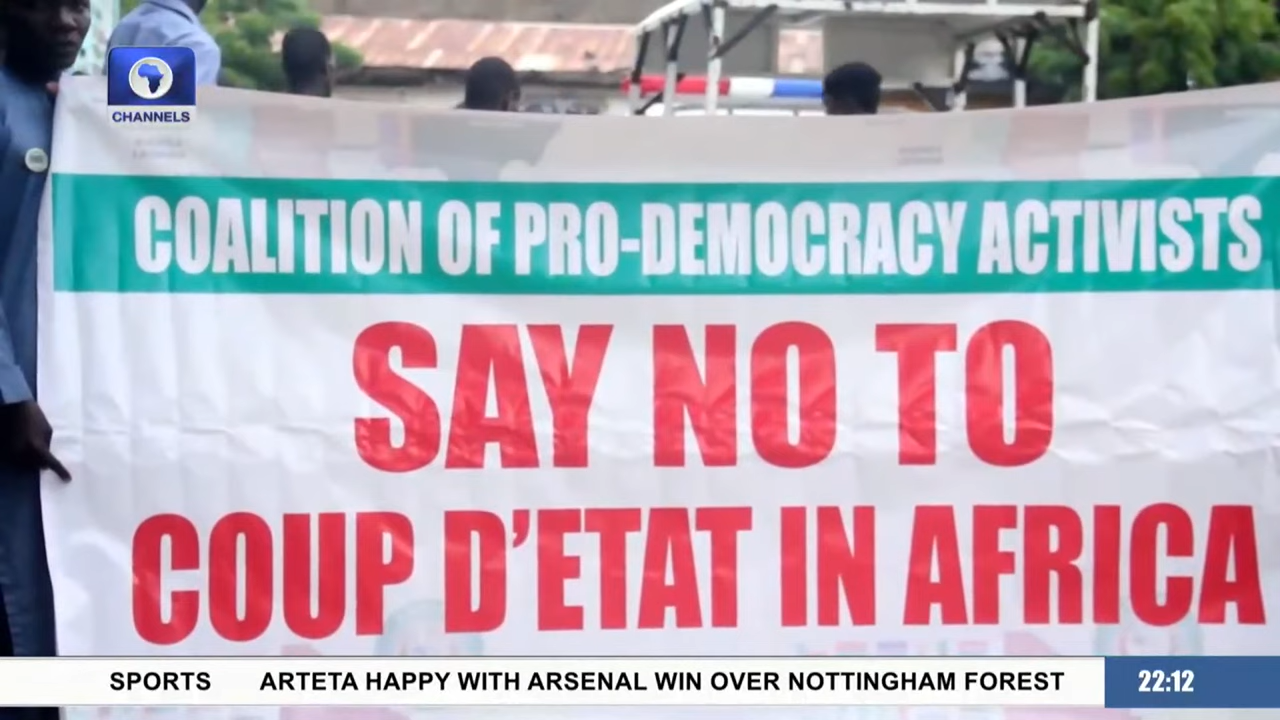 CHANNELS
COALITION OF PRO-DEMOCRACY ACTIVISTS
SAY NO TO
COUP D'ETAT IN AFRICA
SPORTS ARTETA HAPPY WITH ARSENAL WIN OVER NOTTINGHAM FOREST 22:12